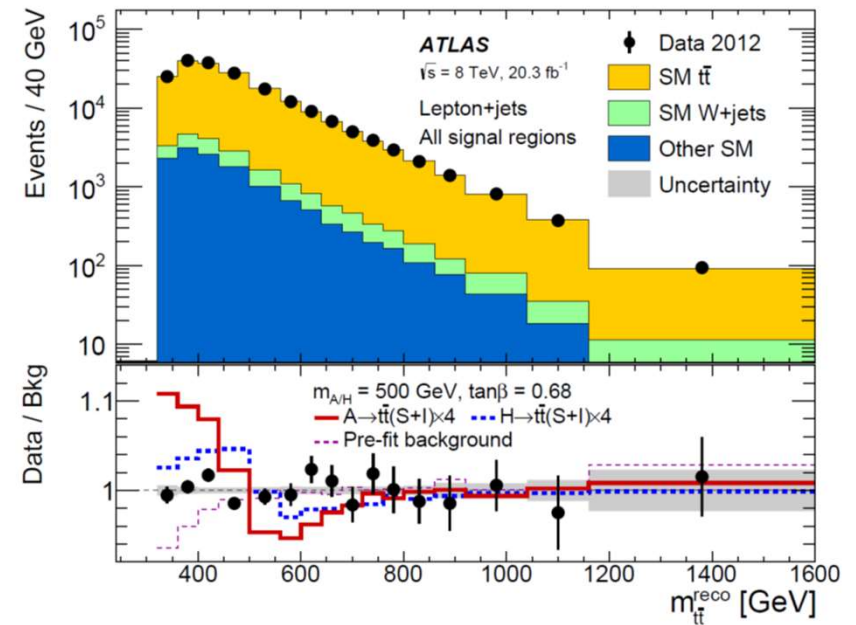 Events / 40 GeV
10⁵
10⁴
10³
10²
10
ATLAS
√s = 8 TeV, 20.3 fb⁻¹
Lepton+jets
All signal regions
Data 2012
SM tt̄
SM W+jets
Other SM
Uncertainty
Data / Bkg
1.1
1
m_A/H = 500 GeV, tanβ = 0.68
A→tt̄(S+I)×4 H→tt̄(S+I)×4
Pre-fit background
400 600 800 1000 1200 1400 1600
m_tt̄^reco [GeV]